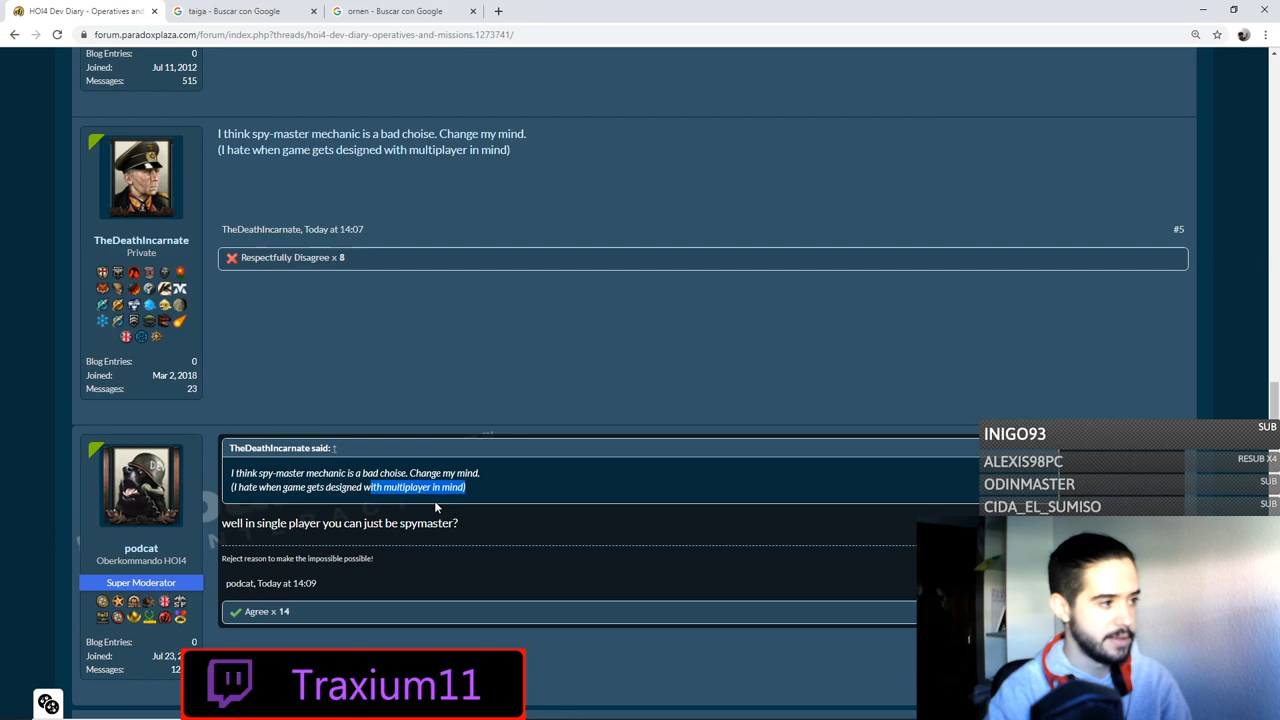 HOI4 Dev Diary - Operatives and
taiga - Buscar con Google
ornen - Buscar con Google
forum.paradoxplaza.com/forum/index.php?threads/hoi4-dev-diary-operatives-and-missions.1273741/
Blog Entries: 0
Joined: Jul 11, 2012
Messages: 515
I think spy-master mechanic is a bad choise. Change my mind.
(I hate when game gets designed with multiplayer in mind)
TheDeathIncarnate, Today at 14:07 #5
TheDeathIncarnate
Private
Respectfully Disagree x 8
Blog Entries: 0
Joined: Mar 2, 2018
Messages: 23
TheDeathIncarnate said: ↑
I think spy-master mechanic is a bad choise. Change my mind.
(I hate when game gets designed with multiplayer in mind)
well in single player you can just be spymaster?
podcat
Oberkommando HOI4
Super Moderator
Reject reason to make the impossible possible!
podcat, Today at 14:09
Agree x 14
Blog Entries: 0
Joined: Jul 23,
Messages: 12
INIGO93 SUB
ALEXIS98PC RESUB X4
ODINMASTER SUB
CIDA_EL_SUMISO SUB
Traxium11